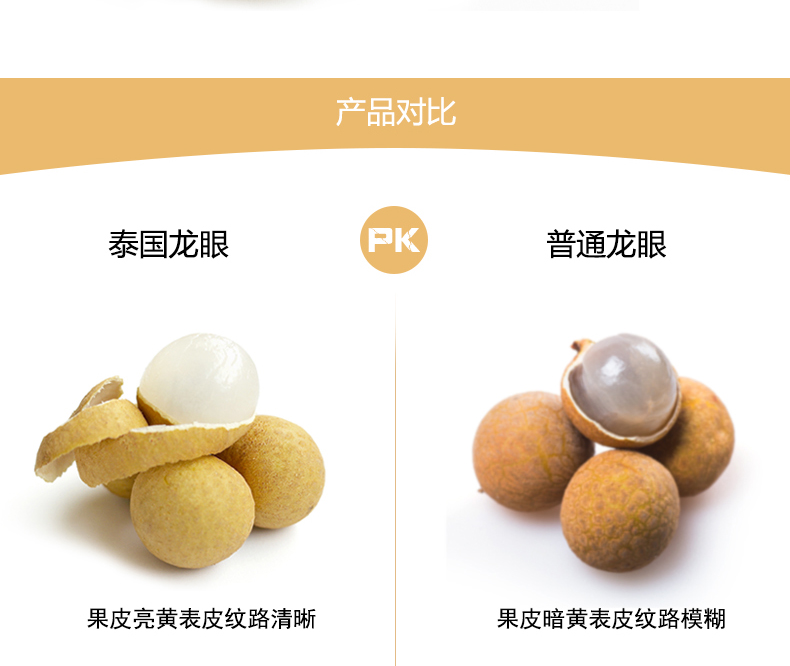 产品对比
泰国龙眼
PK
普通龙眼
果皮亮黄表皮纹路清晰
果皮暗黄表皮纹路模糊